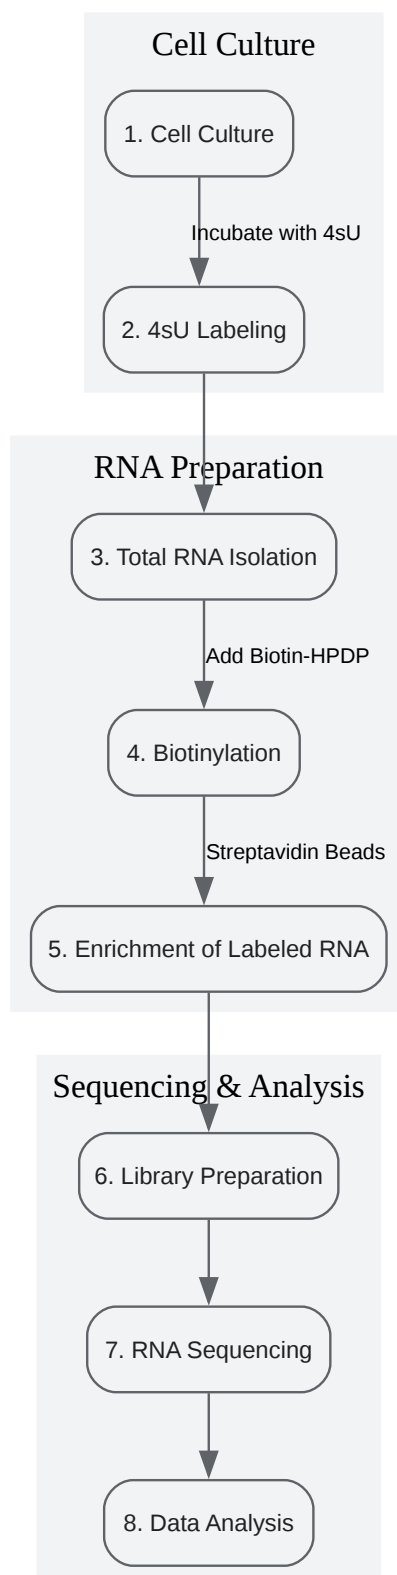 Cell Culture
1. Cell Culture
Incubate with 4sU
2. 4sU Labeling
RNA Preparation
3. Total RNA Isolation
Add Biotin-HPDP
4. Biotinylation
Streptavidin Beads
5. Enrichment of Labeled RNA
Sequencing & Analysis
6. Library Preparation
7. RNA Sequencing
8. Data Analysis